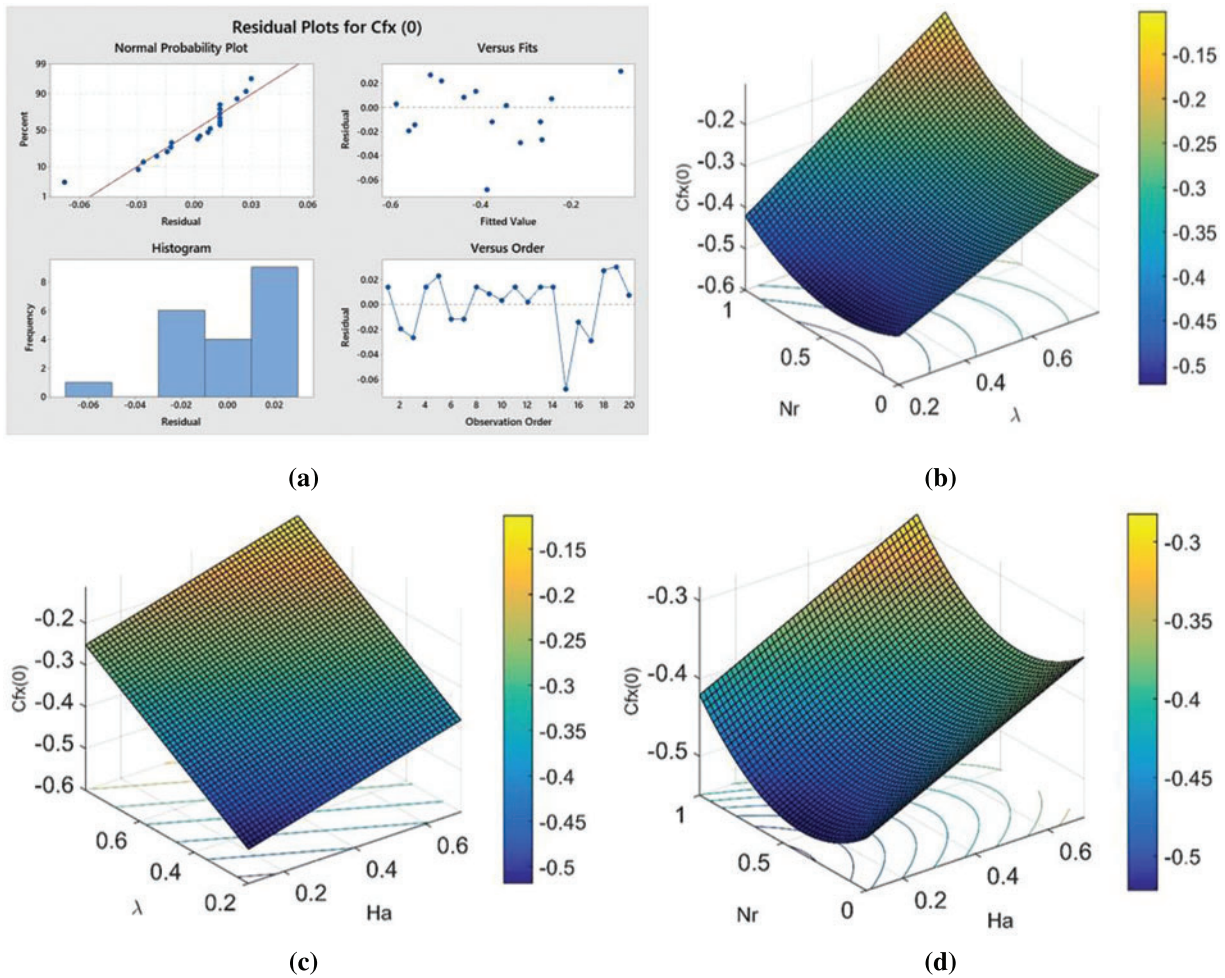 Residual Plots for Cfx (0)
Normal Probability Plot
99
90
50
10
1
Percent
-0.06 -0.03 0.00 0.03 0.06
Residual
Versus Fits
0.02
0.00
-0.02
-0.04
-0.06
Residual
-0.6 -0.4 -0.2
Fitted Value
Histogram
8
6
4
2
0
Frequency
-0.06 -0.04 -0.02 0.00 0.02
Residual
Versus Order
0.02
0.00
-0.02
-0.04
-0.06
Residual
2 4 6 8 10 12 14 16 18 20
Observation Order
(a)
-0.2
-0.3
-0.4
-0.5
-0.6
Cfx(0)
1
0.5
0
Nr
0.2
0.4
0.6
λ
-0.15
-0.2
-0.25
-0.3
-0.35
-0.4
-0.45
-0.5
(b)
-0.2
-0.3
-0.4
-0.5
-0.6
Cfx(0)
0.6
0.4
0.2
λ
0.2
0.4
0.6
Ha
-0.15
-0.2
-0.25
-0.3
-0.35
-0.4
-0.45
-0.5
(c)
-0.3
-0.4
-0.5
Cfx(0)
1
0.5
0
Nr
0.2
0.4
0.6
Ha
-0.3
-0.35
-0.4
-0.45
-0.5
(d)